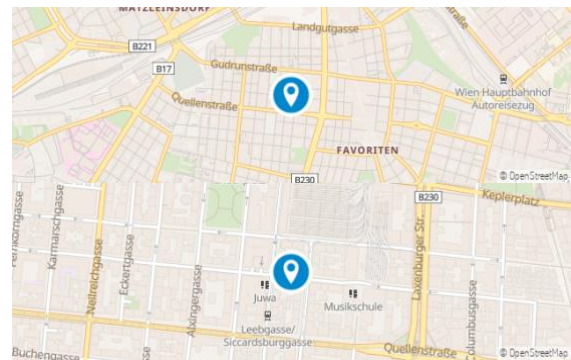 MATZLEINSDORF
Landgutgasse
B221
B17
Gudrunstraße
Quellenstraße
Wien Hauptbahnhof
Autoreisezug
FAVORITEN
© OpenStreetMap
B230
Keplerplatz
B230
Karmarschgasse
Neilreichgasse
Eckertgasse
Alxingergasse
Laxenburger Str.
Columbusgasse
Juwa
Musikschule
Leebgasse/
Siccardsburggasse
Buchengasse
Quellenstraße
© OpenStreetMap